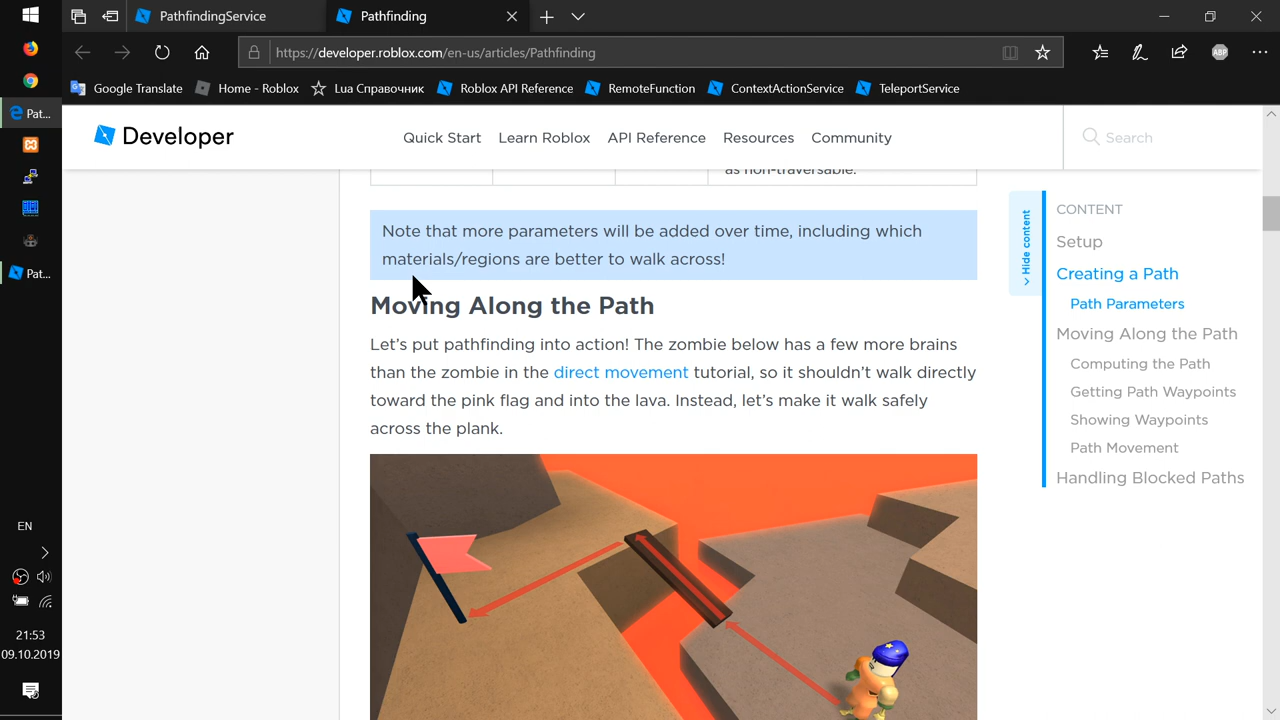 PathfindingService
Pathfinding
https://developer.roblox.com/en-us/articles/Pathfinding
ABP
Google Translate
Home - Roblox
Lua Справочник
Roblox API Reference
RemoteFunction
ContextActionService
TeleportService
Pat...
Pat...
EN
21:53
09.10.2019
Developer
Quick Start
Learn Roblox
API Reference
Resources
Community
Search
as non-traversable.
Note that more parameters will be added over time, including which
materials/regions are better to walk across!
Moving Along the Path
Let's put pathfinding into action! The zombie below has a few more brains
than the zombie in the direct movement tutorial, so it shouldn't walk directly
toward the pink flag and into the lava. Instead, let's make it walk safely
across the plank.
Hide content
CONTENT
Setup
Creating a Path
Path Parameters
Moving Along the Path
Computing the Path
Getting Path Waypoints
Showing Waypoints
Path Movement
Handling Blocked Paths